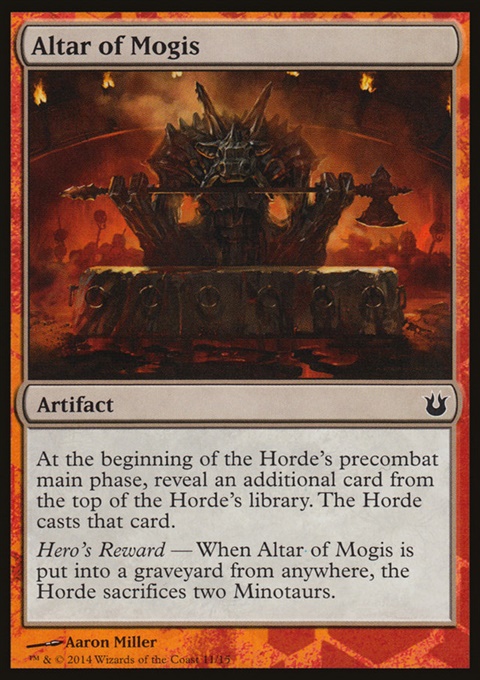 Altar of Mogis
Artifact
At the beginning of the Horde's precombat
main phase, reveal an additional card from
the top of the Horde's library. The Horde
casts that card.
Hero's Reward — When Altar of Mogis is
put into a graveyard from anywhere, the
Horde sacrifices two Minotaurs.
Aaron Miller
™ & © 2014 Wizards of the Coast 11/15